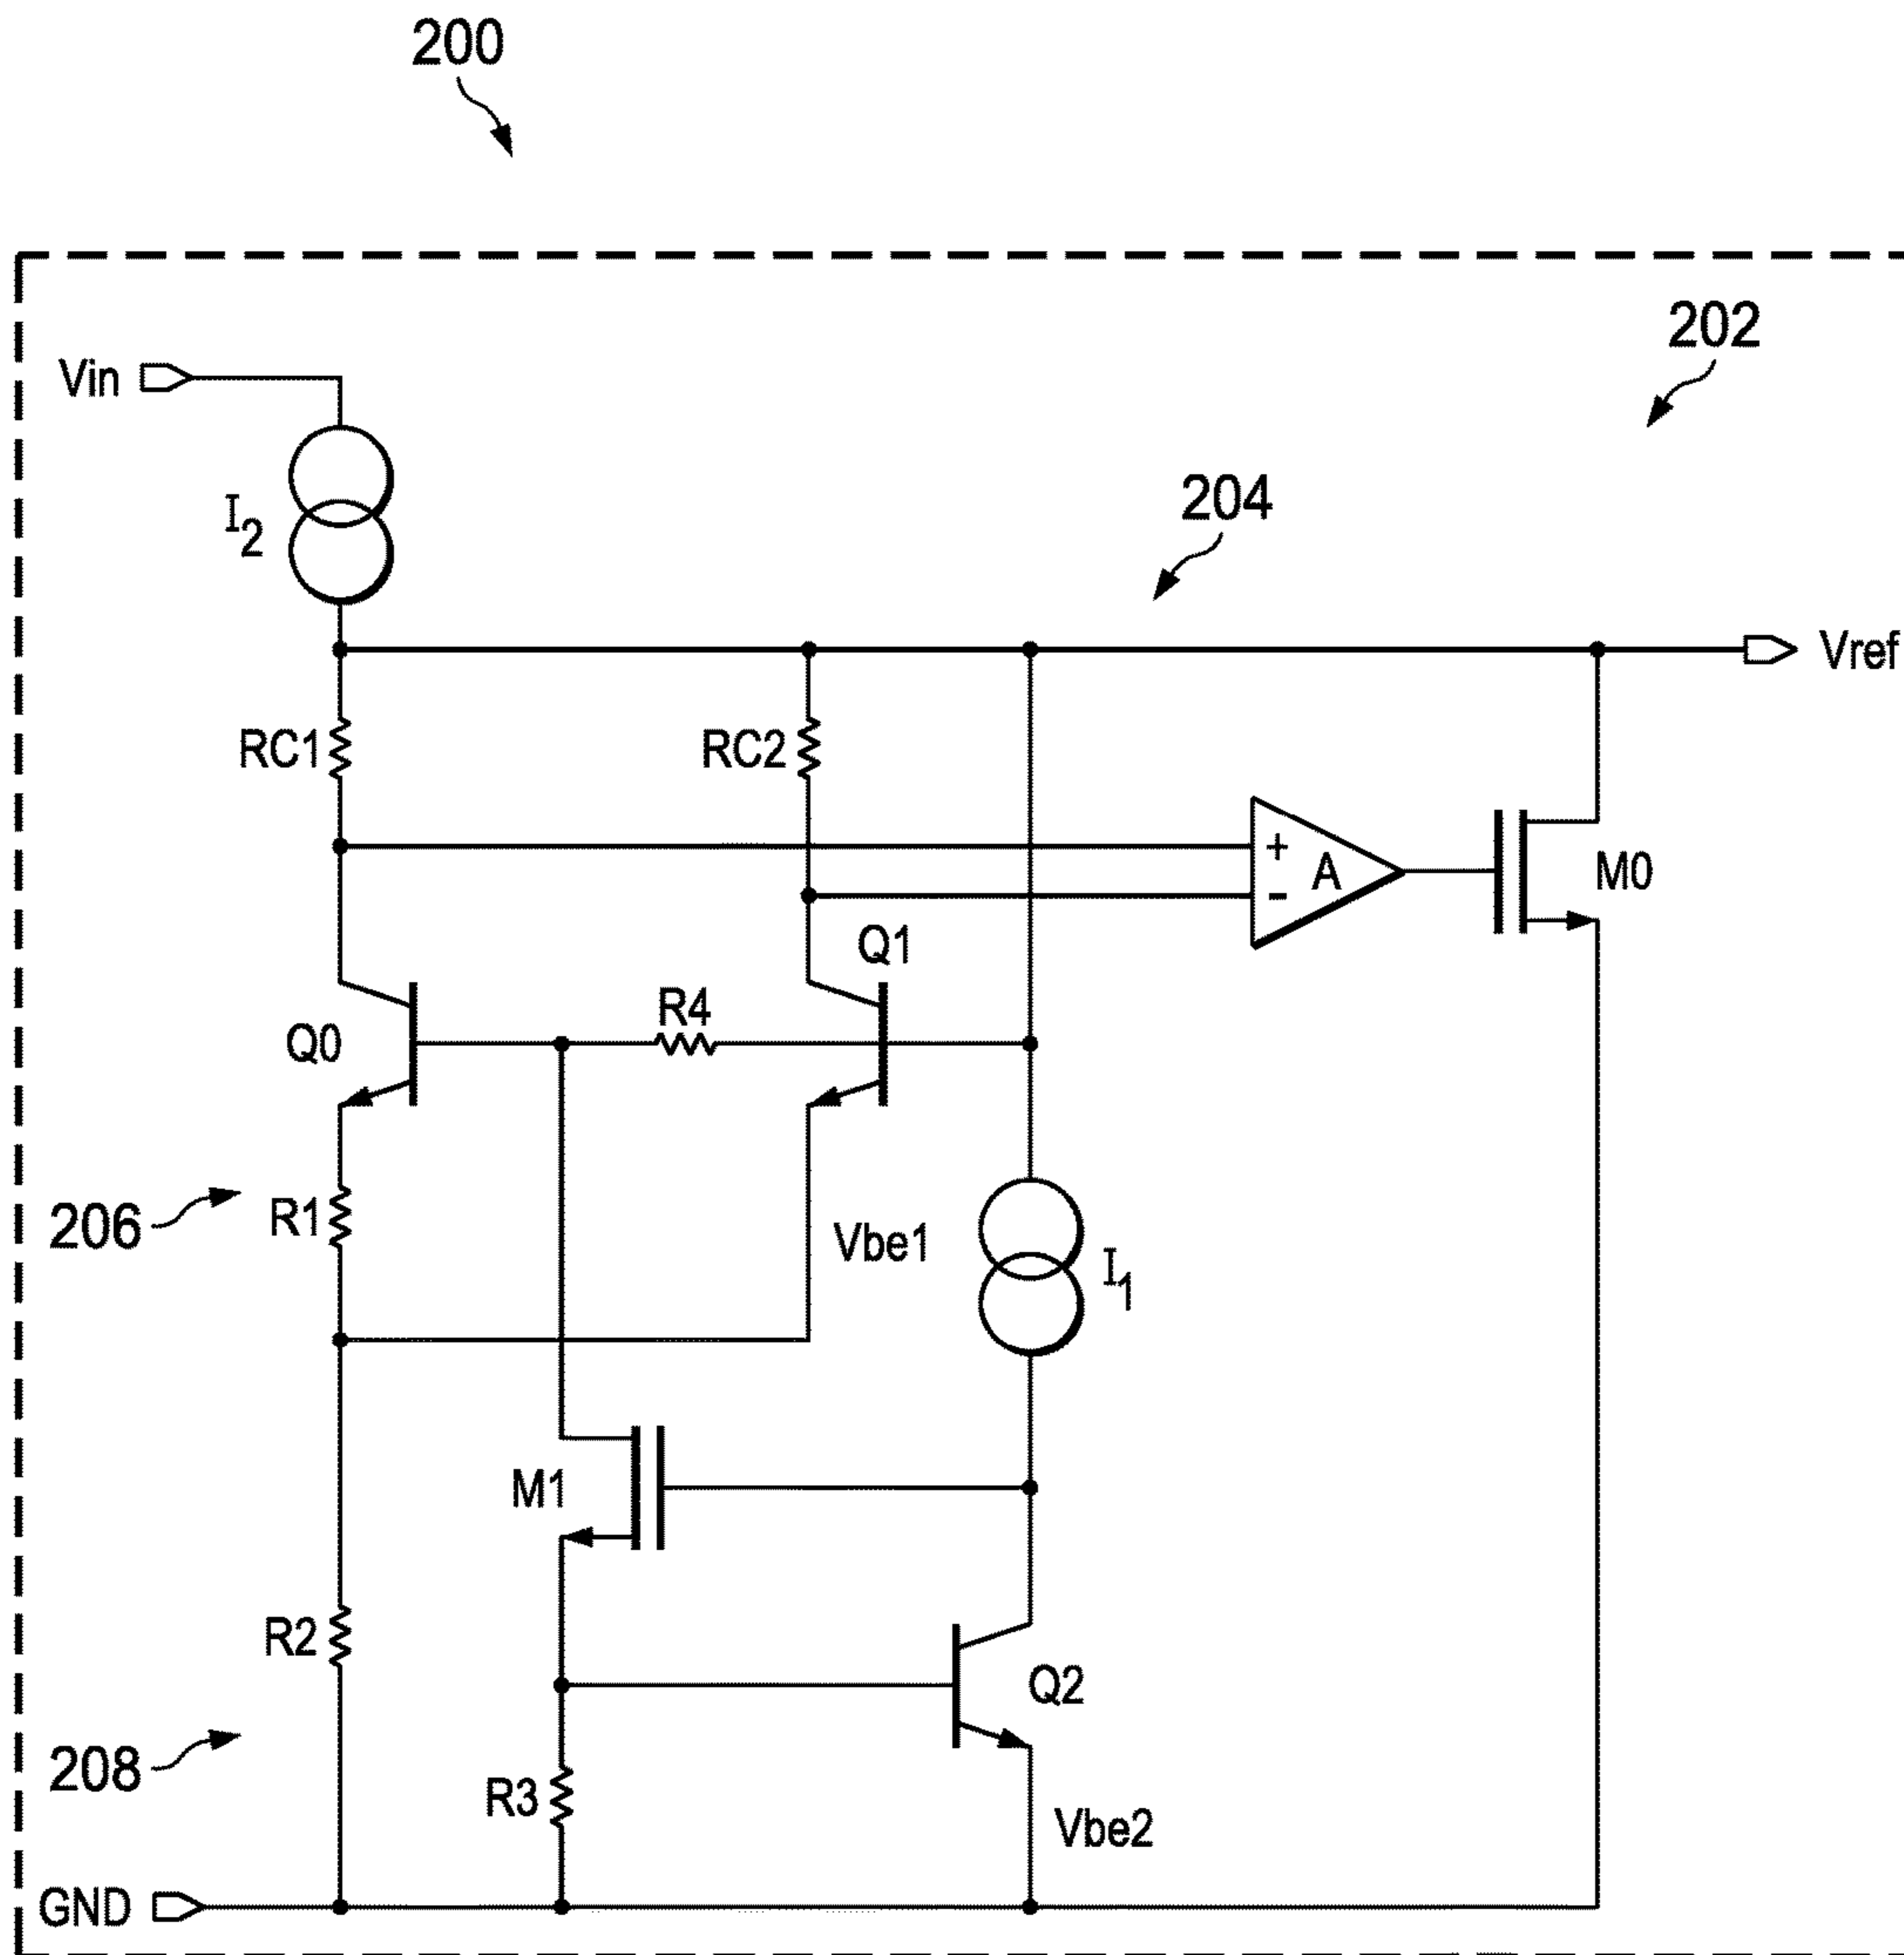 200
202
Vin
I2
204
Vref
RC1
RC2
+
A
-
M0
Q1
R4
Q0
206
R1
Vbe1
I1
M1
R2
Q2
208
R3
Vbe2
GND